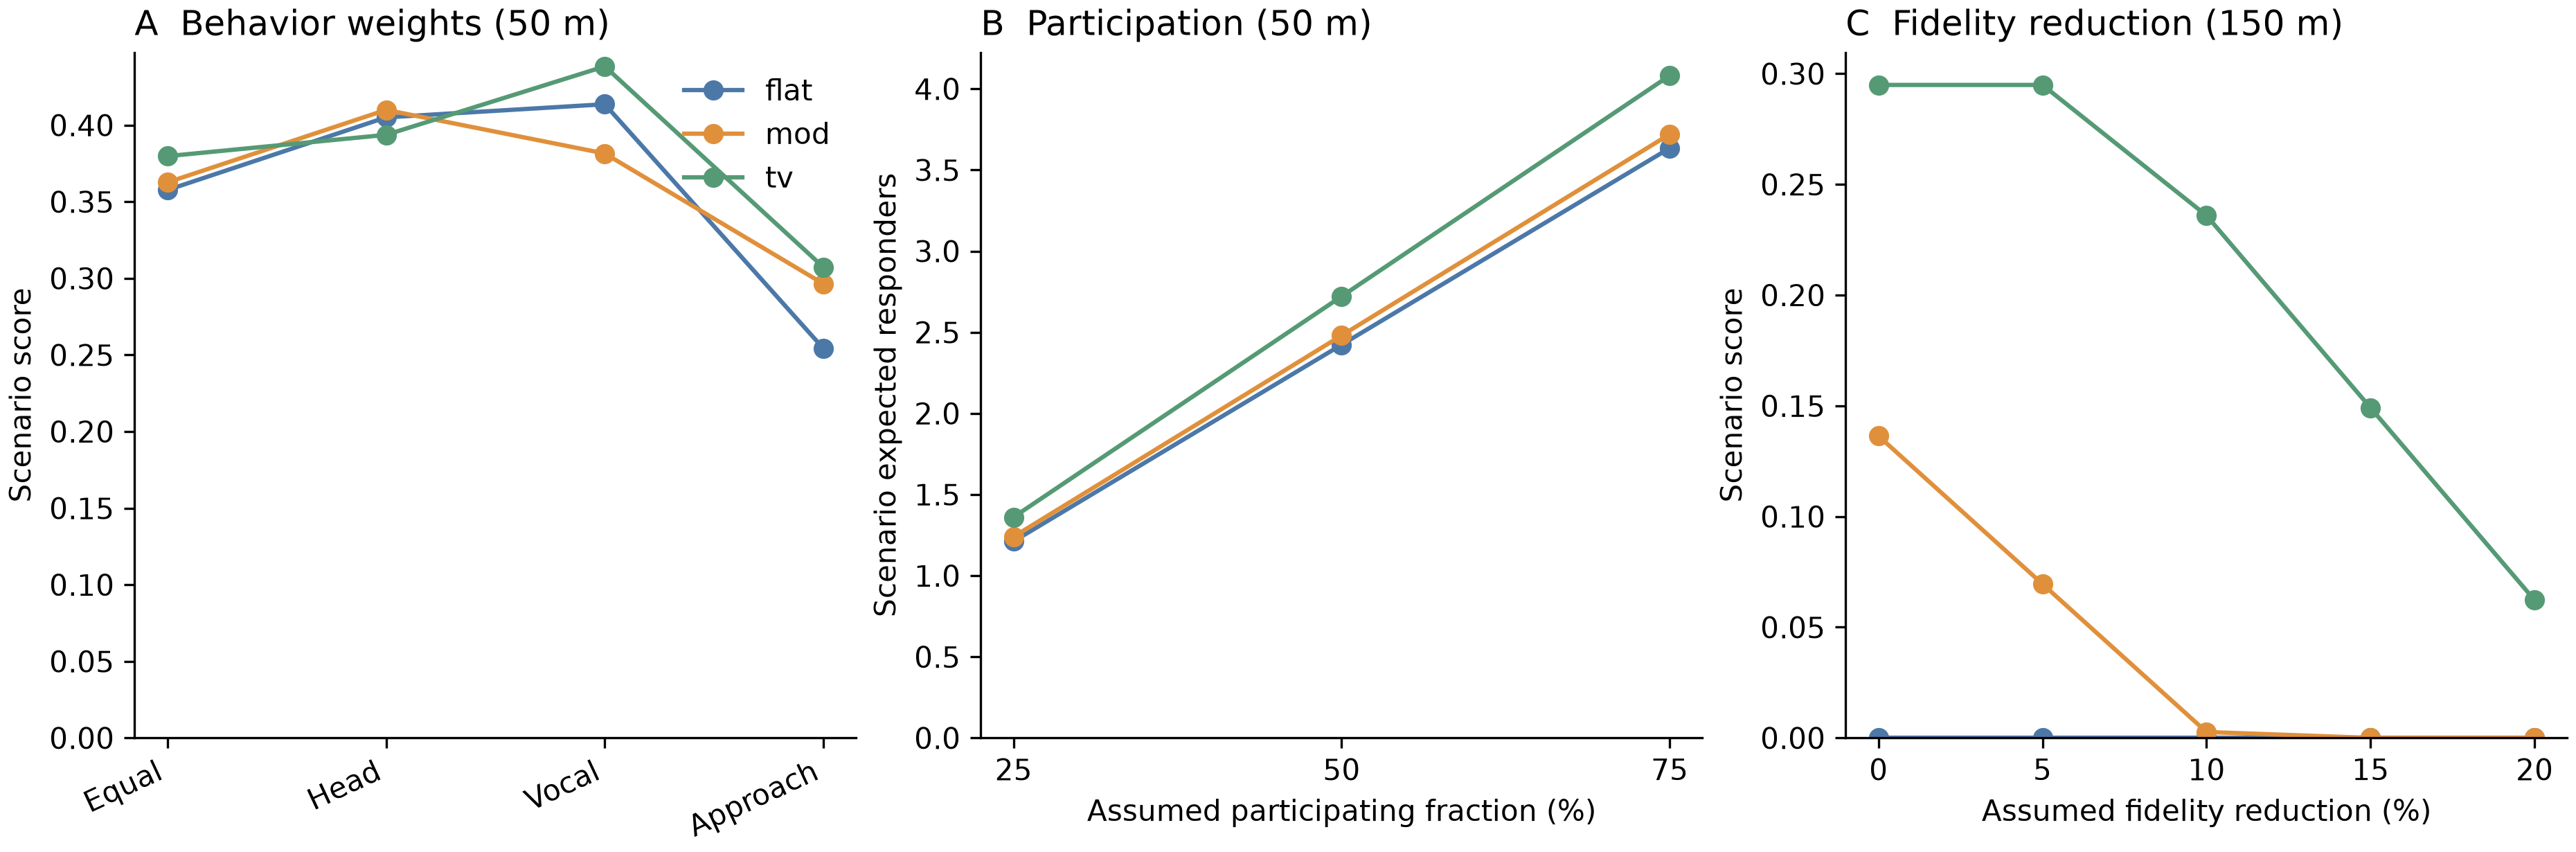 A  Behavior weights (50 m)
Scenario score
0.40
0.35
0.30
0.25
0.20
0.15
0.10
0.05
0.00
Equal
Head
Vocal
Approach
flat
mod
tv
B  Participation (50 m)
Scenario expected responders
4.0
3.5
3.0
2.5
2.0
1.5
1.0
0.5
0.0
25
50
75
Assumed participating fraction (%)
C  Fidelity reduction (150 m)
Scenario score
0.30
0.25
0.20
0.15
0.10
0.05
0.00
0
5
10
15
20
Assumed fidelity reduction (%)